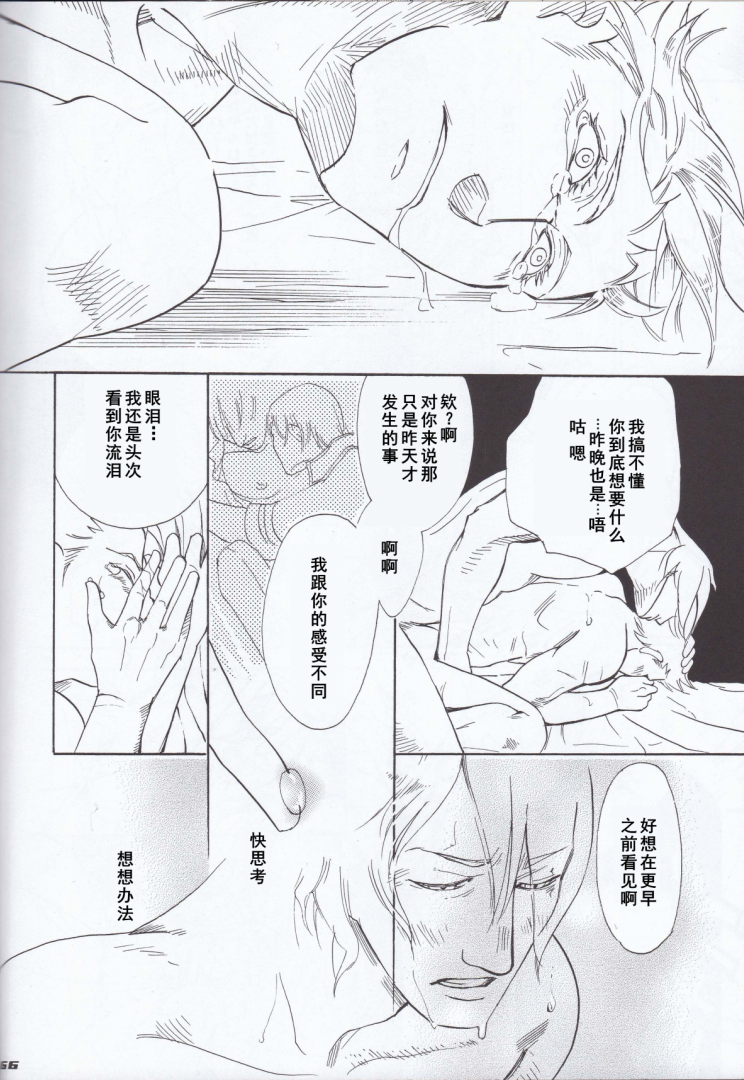 我搞不懂
你到底想要什么
…昨晚也是…唔
咕嗯
欸？啊
对你来说那
只是昨天才
发生的事
啊啊
我跟你的感受不同
眼泪…
我还是头次
看到你流泪
好想在更早
之前看见啊
快思考
想想办法
56